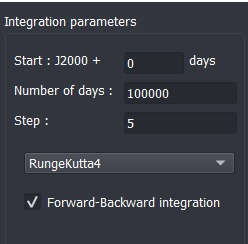 Integration parameters
Start : J2000 + 0 days
Number of days : 100000
Step : 5
RungeKutta4
Forward-Backward integration